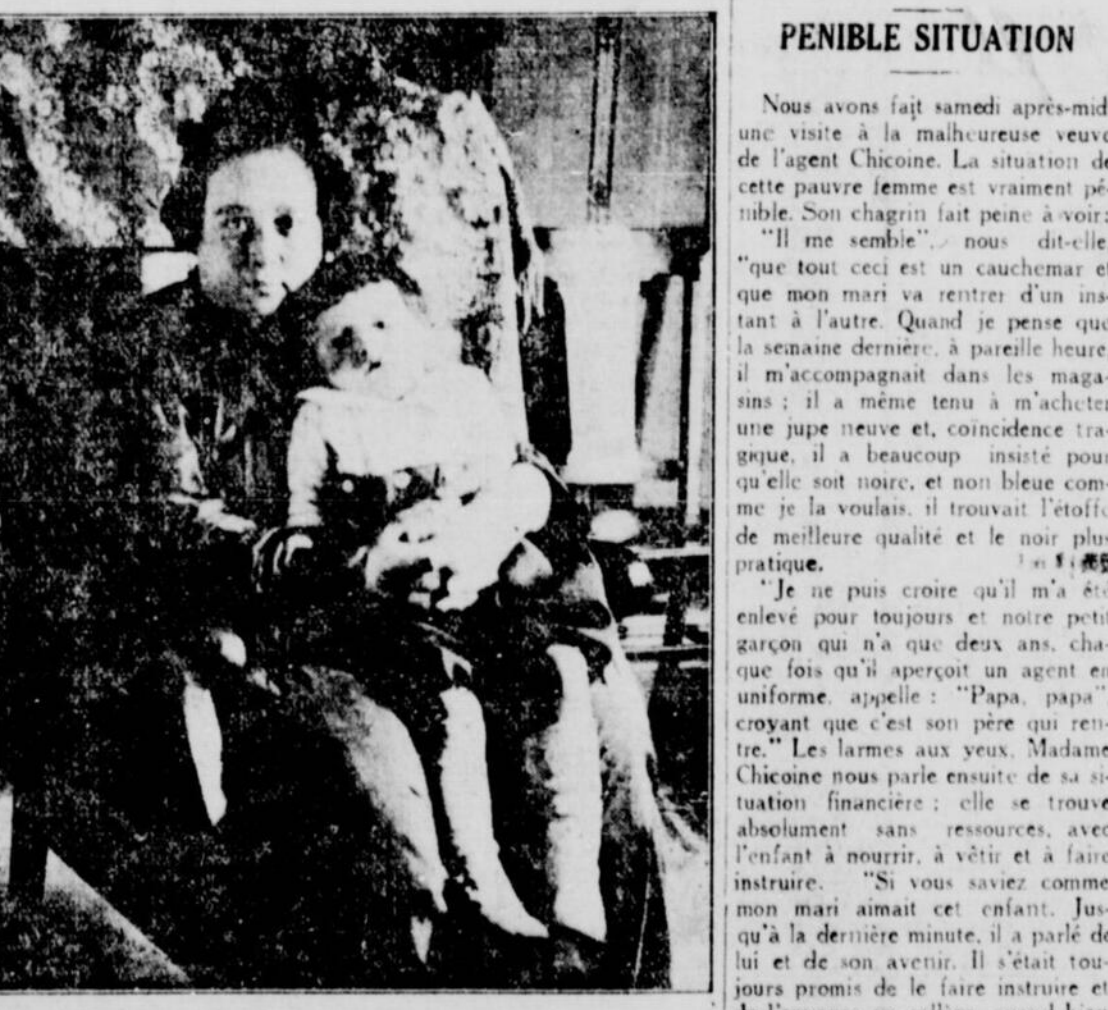 PENIBLE SITUATION
Nous avons fait samedi après-mid
une visite à la malheureuse veuve
de l'agent Chicoine. La situation de
cette pauvre femme est vraiment pé-
nible. Son chagrin fait peine à voir:
"Il me semble", nous dit-elle
"que tout ceci est un cauchemar et
que mon mari va rentrer d'un ins-
tant à l'autre. Quand je pense que
la semaine dernière, à pareille heure,
il m'accompagnait dans les maga-
sins ; il a même tenu à m'acheter
une jupe neuve et, coïncidence tra-
gique, il a beaucoup insisté pour
qu'elle soit noire, et non bleue com-
me je la voulais, il trouvait l'étoffe
de meilleure qualité et le noir plus
pratique.
"Je ne puis croire qu'il m'a été
enlevé pour toujours et notre petit
garçon qui n'a que deux ans, cha-
que fois qu'il aperçoit un agent en
uniforme, appelle : "Papa, papa"
croyant que c'est son père qui ren-
tre." Les larmes aux yeux, Madame
Chicoine nous parle ensuite de sa si-
tuation financière ; elle se trouve
absolument sans ressources, avec
l'enfant à nourrir, à vêtir et à faire
instruire. "Si vous saviez comme
mon mari aimait cet enfant. Jus-
qu'à la dernière minute, il a parlé de
lui et de son avenir. Il s'était tou-
jours promis de le faire instruire et